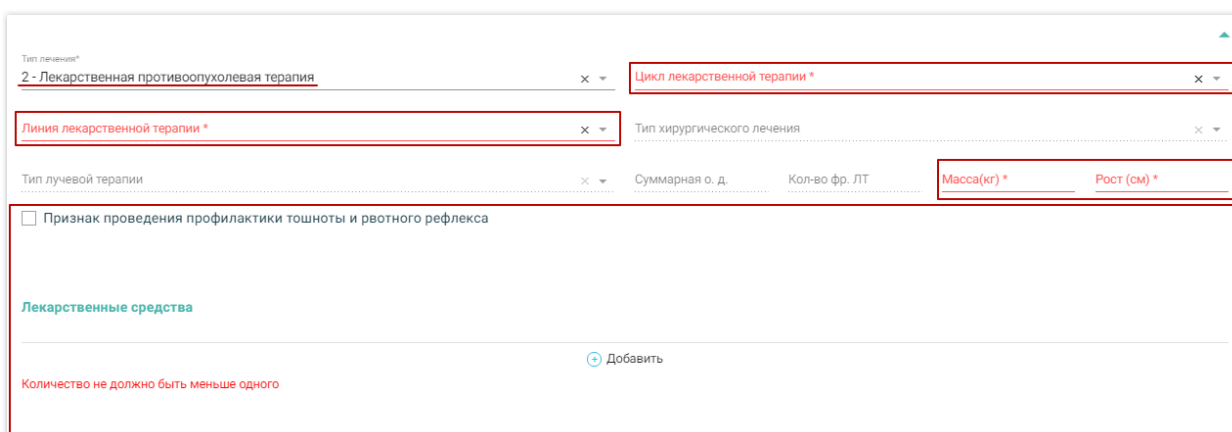 Тип лечения*
2 - Лекарственная противоопухолевая терапия
Цикл лекарственной терапии *
Линия лекарственной терапии *
Тип хирургического лечения
Тип лучевой терапии
Суммарная о. д.
Кол-во фр. ЛТ
Масса(кг) *
Рост (см) *
Признак проведения профилактики тошноты и рвотного рефлекса
Лекарственные средства
Добавить
Количество не должно быть меньше одного